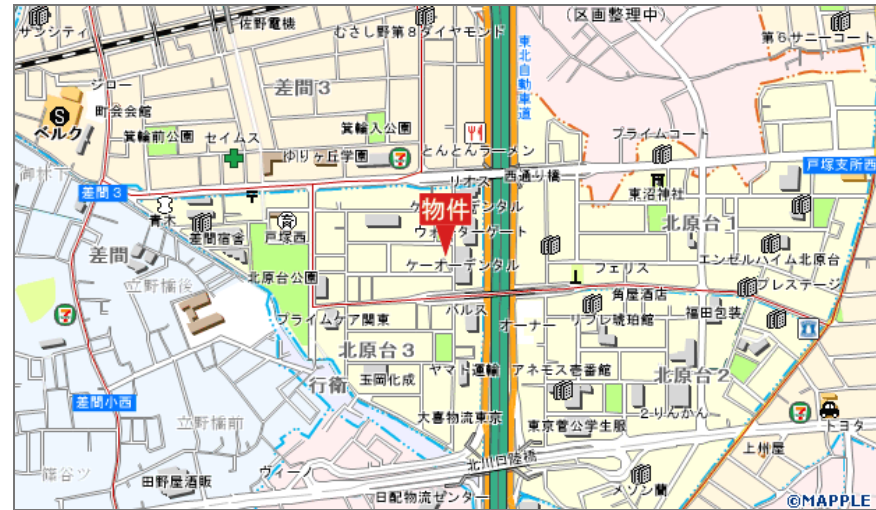 サンシティ
佐野電機
むさし野第8ダイヤモンド
(区画整理中)
第6サニーコート
東北自動車道
ジロー
差間3
町会会館
ベルク
箕輪前公園
セイムス
箕輪入公園
ゆりヶ丘学園
とんとんラーメン
プライムコート
御林下
差間3
リオス
西通り橋
戸塚支所西
東沼神社
物件
青木
差間宿舎
戸塚西
北原台1
差間
ケーオーデンタル
エンゼルハイム北原台
北原台公園
フェリス
立野橋後
角屋酒店
プレステージ
プライムケア関東
パルス
オーナー
リブレ琥珀館
福田包装
北原台3
行衛
玉岡化成
ヤマト運輸
アネモス壱番館
北原台2
差間小西
立野橋前
大喜物流東京
東京菅公学生服
2りんかん
トヨタ
上州屋
北川口陸橋
篠谷ツ
田野屋酒販
ヴィーノ
日配物流センター
メゾン蘭
©MAPPLE